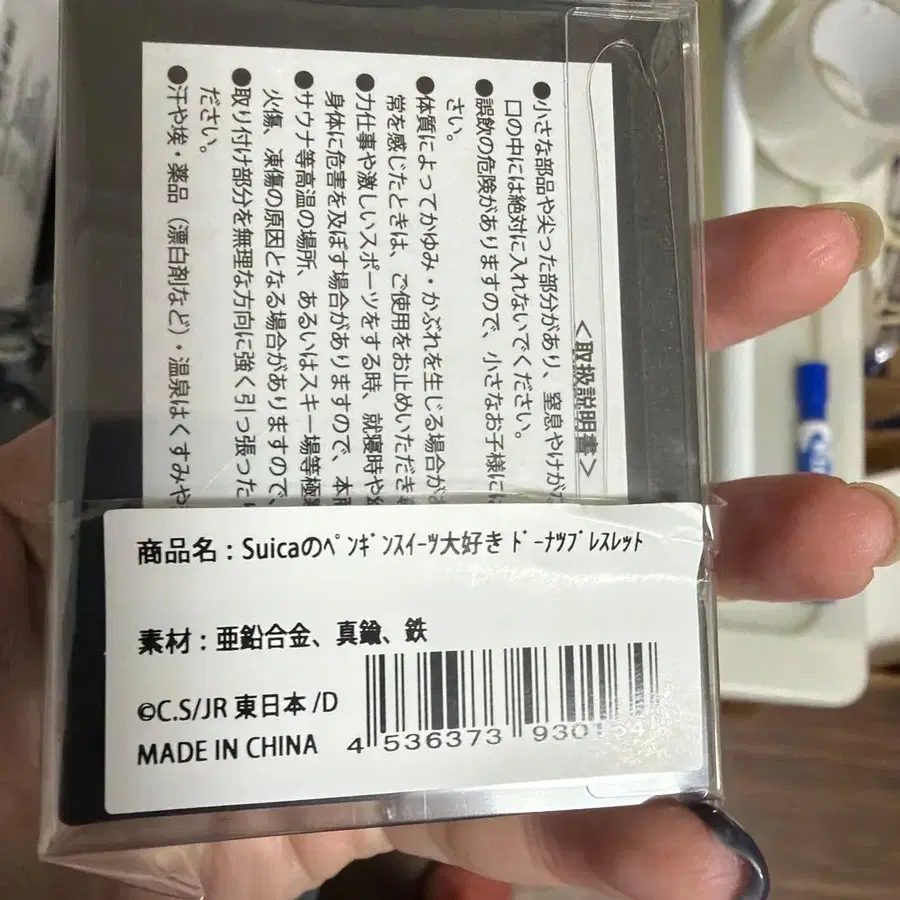 <取扱説明書>
●小さな部品や尖った部分があり、窒息やけが
口の中には絶対に入れないでください。
●誤飲の危険がありますので、小さなお子様には
さい。
●体質によってかゆみ・かぶれを生じる場合が
常を感じたときは、ご使用をお止めいただき
●力仕事や激しいスポーツをする時、就寝時や
身体に危害を及ぼす場合がありますので、本
●サウナ等高温の場所、あるいはスキー場等極
火傷、凍傷の原因となる場合がありますので、
●取り付け部分を無理な方向に強く引っ張った
ださい。
●汗や埃・薬品（漂白剤など）・温泉はくすみや
商品名：Suicaのﾍﾟﾝｷﾞﾝｽｲｰﾂ大好き ﾄﾞｰﾅﾂﾌﾞﾚｽﾚｯﾄ
素材：亜鉛合金、真鍮、鉄
©C.S/JR 東日本 /D
MADE IN CHINA
4 536373